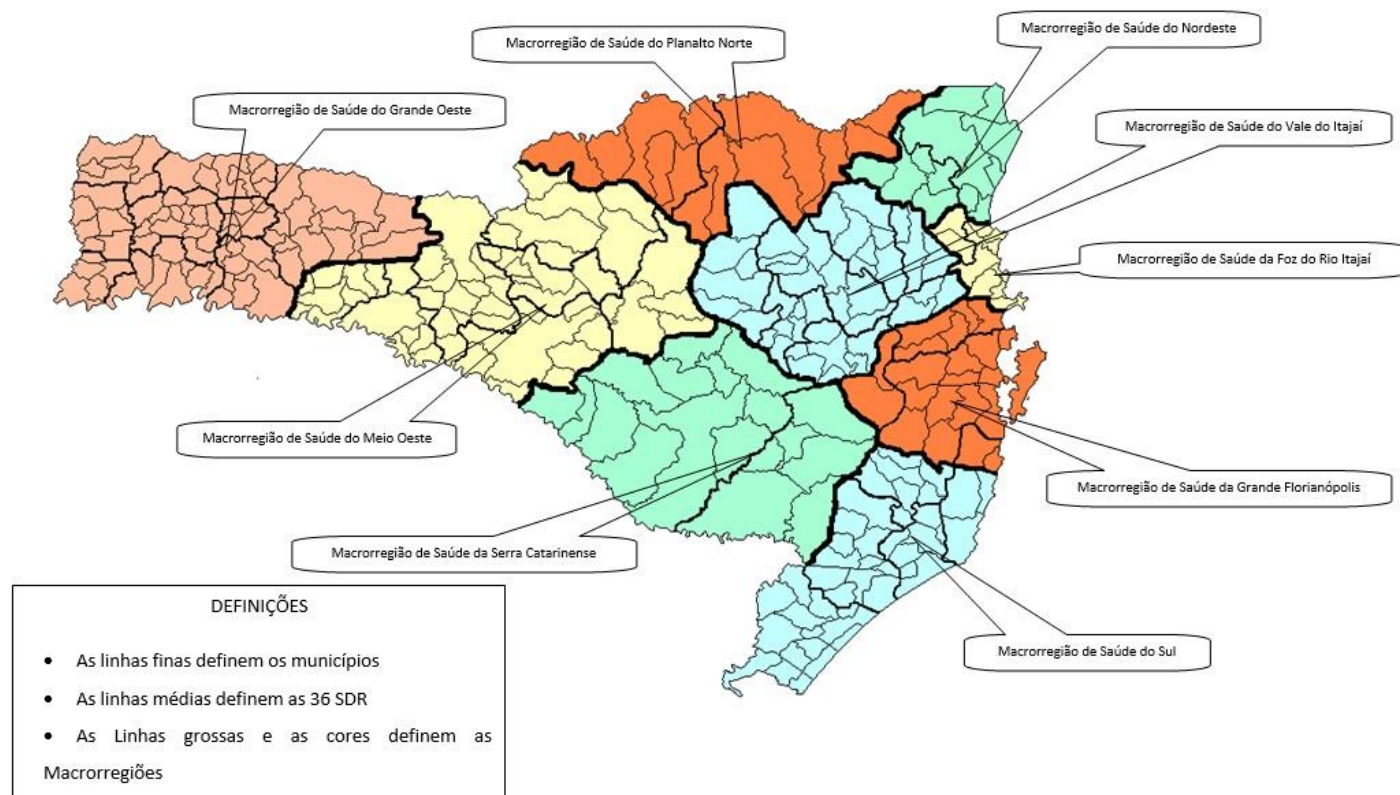 Macrorregião de Saúde do Planalto Norte
Macrorregião de Saúde do Nordeste
Macrorregião de Saúde do Grande Oeste
Macrorregião de Saúde do Vale do Itajaí
Macrorregião de Saúde da Foz do Rio Itajaí
Macrorregião de Saúde do Meio Oeste
Macrorregião de Saúde da Grande Florianópolis
Macrorregião de Saúde da Serra Catarinense
Macrorregião de Saúde do Sul
DEFINIÇÕES
• As linhas finas definem os municípios
• As linhas médias definem as 36 SDR
• As Linhas grossas e as cores definem as
Macrorregiões